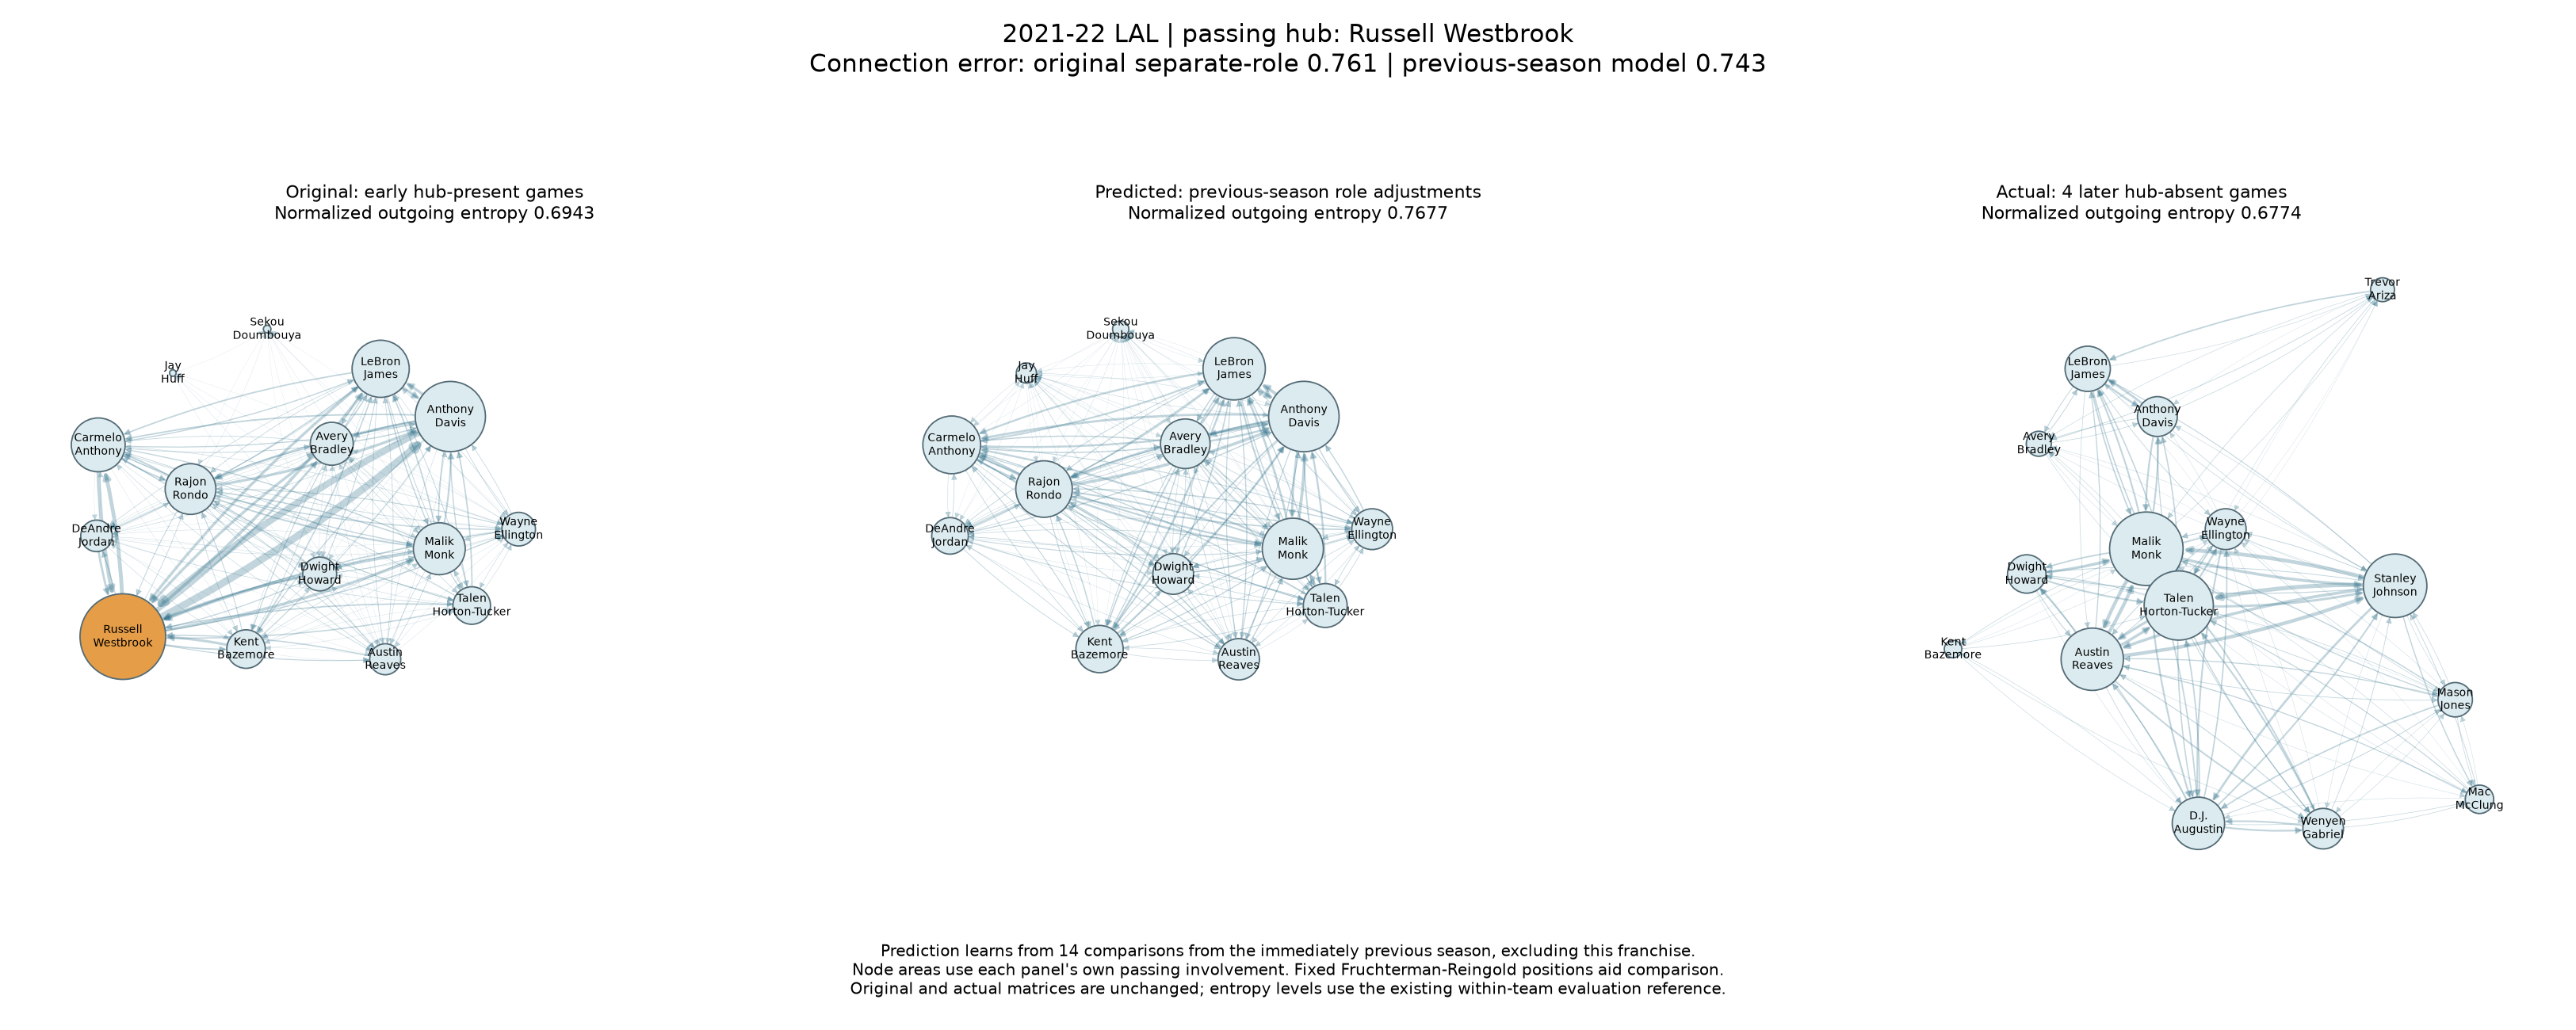 2021-22 LAL | passing hub: Russell Westbrook
Connection error: original separate-role 0.761 | previous-season model 0.743
Original: early hub-present games
Normalized outgoing entropy 0.6943
Sekou
Doumbouya
Jay
Huff
LeBron
James
Anthony
Davis
Carmelo
Anthony
Avery
Bradley
Rajon
Rondo
DeAndre
Jordan
Wayne
Ellington
Malik
Monk
Dwight
Howard
Talen
Horton-Tucker
Russell
Westbrook
Kent
Bazemore
Austin
Reaves
Predicted: previous-season role adjustments
Normalized outgoing entropy 0.7677
Sekou
Doumbouya
Jay
Huff
LeBron
James
Anthony
Davis
Carmelo
Anthony
Avery
Bradley
Rajon
Rondo
DeAndre
Jordan
Wayne
Ellington
Malik
Monk
Dwight
Howard
Talen
Horton-Tucker
Kent
Bazemore
Austin
Reaves
Actual: 4 later hub-absent games
Normalized outgoing entropy 0.6774
Trevor
Ariza
LeBron
James
Anthony
Davis
Avery
Bradley
Wayne
Ellington
Malik
Monk
Dwight
Howard
Stanley
Johnson
Talen
Horton-Tucker
Kent
Bazemore
Austin
Reaves
Mason
Jones
Mac
McClung
D.J.
Augustin
Wenyen
Gabriel
Prediction learns from 14 comparisons from the immediately previous season, excluding this franchise.
Node areas use each panel's own passing involvement. Fixed Fruchterman-Reingold positions aid comparison.
Original and actual matrices are unchanged; entropy levels use the existing within-team evaluation reference.